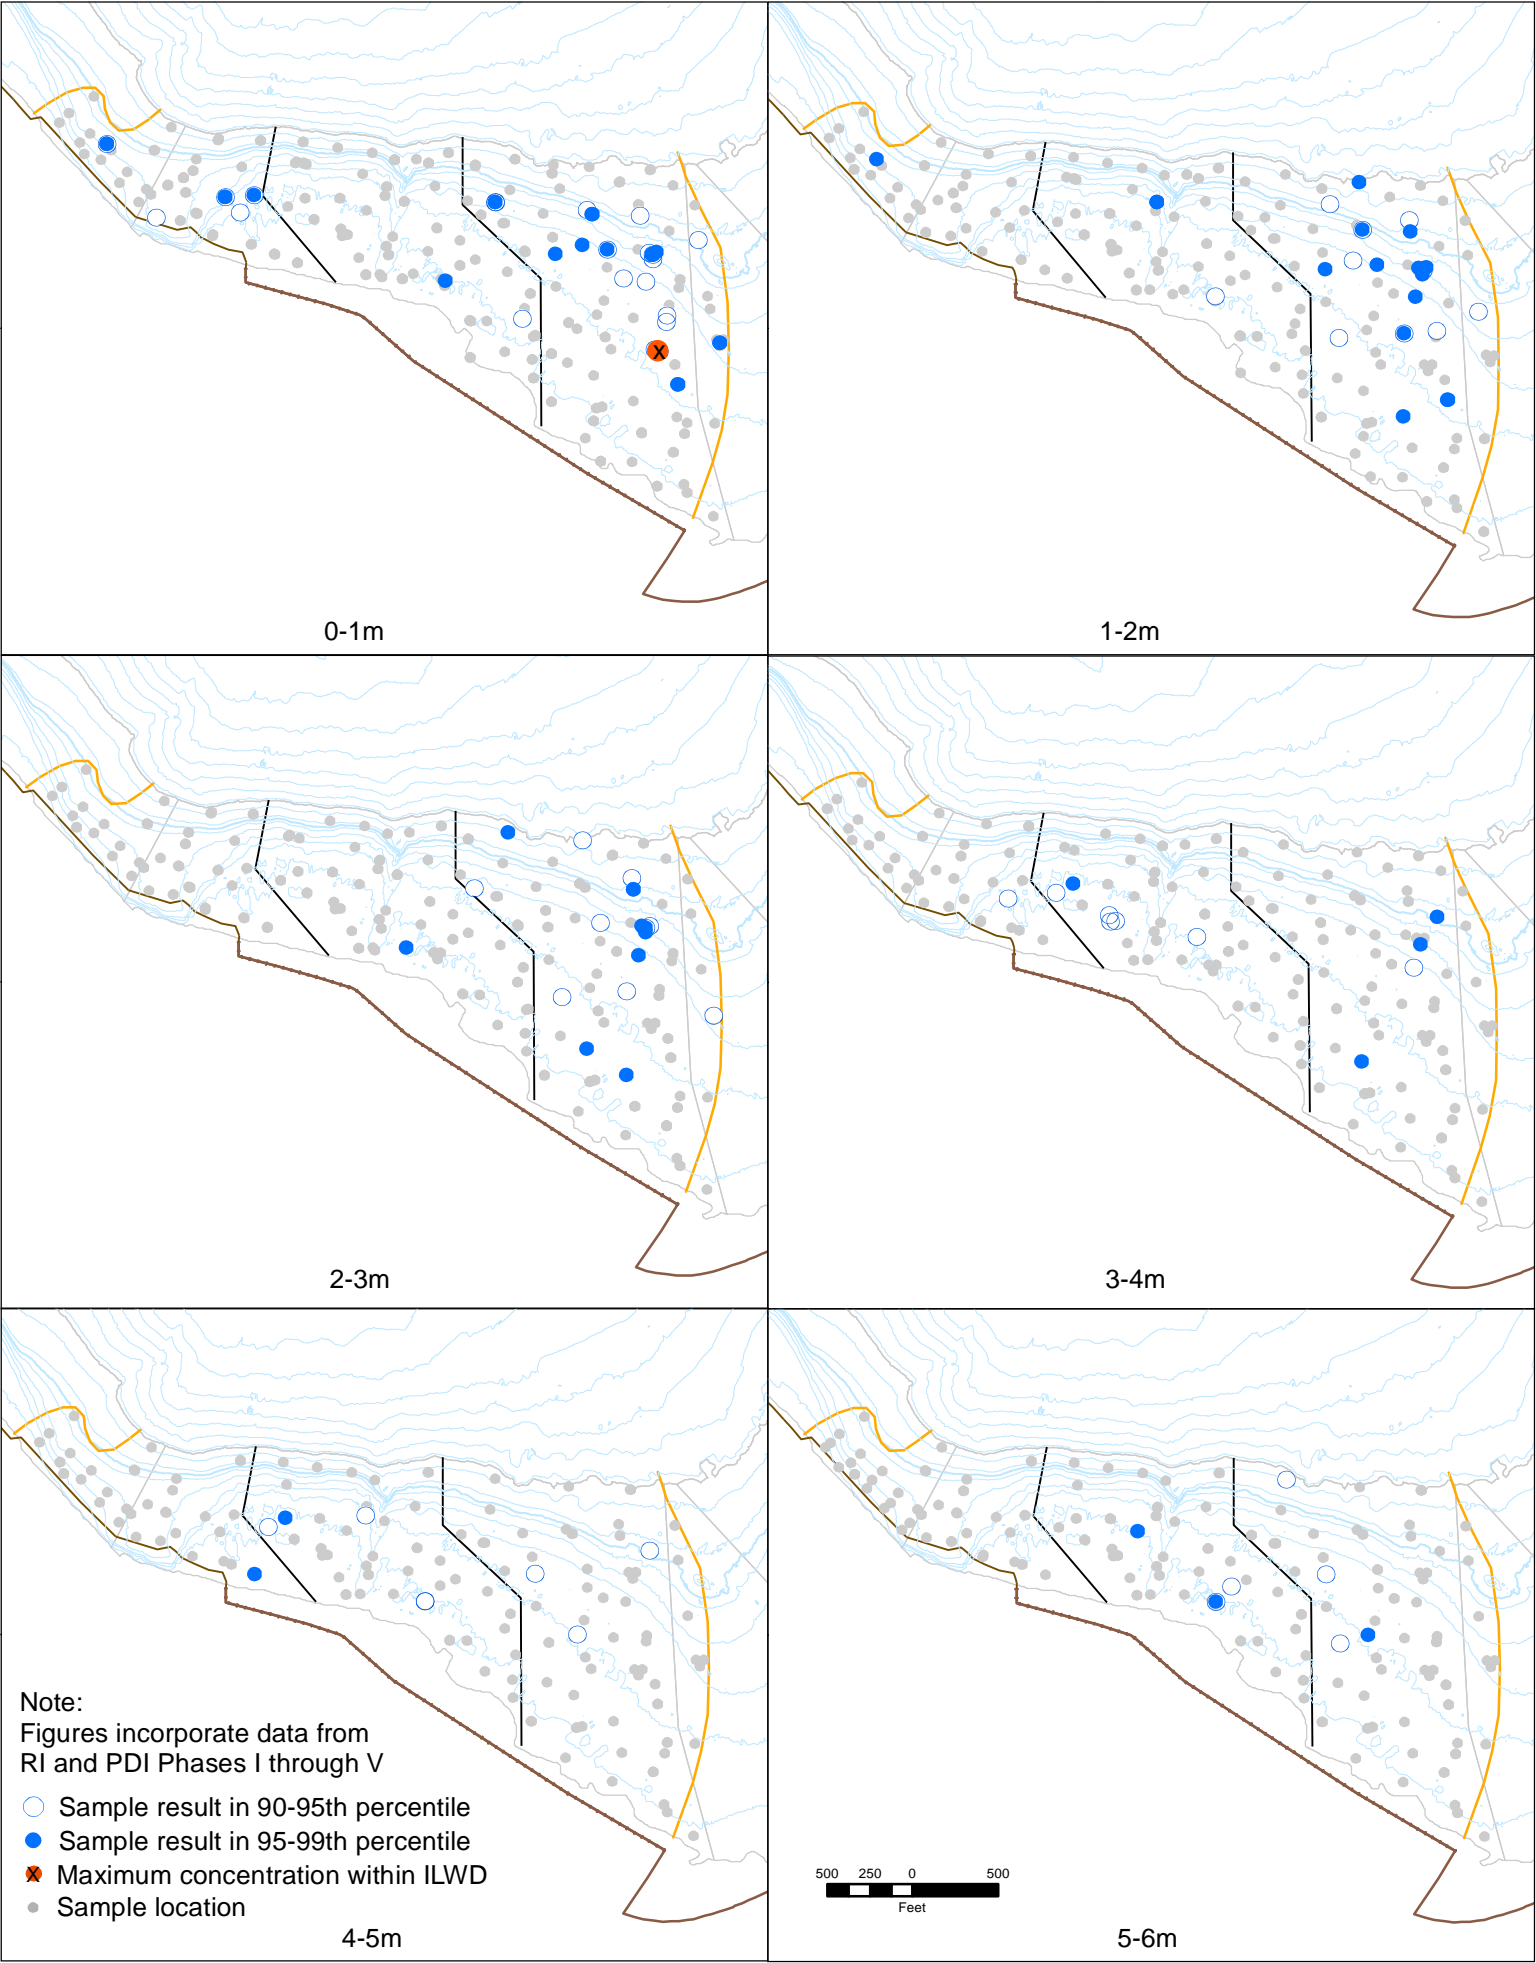 X
0-1m
1-2m
2-3m
3-4m
Note:
Figures incorporate data from
RI and PDI Phases I through V
Sample result in 90-95th percentile
Sample result in 95-99th percentile
X Maximum concentration within ILWD
Sample location
4-5m
500 250 0 500
Feet
5-6m